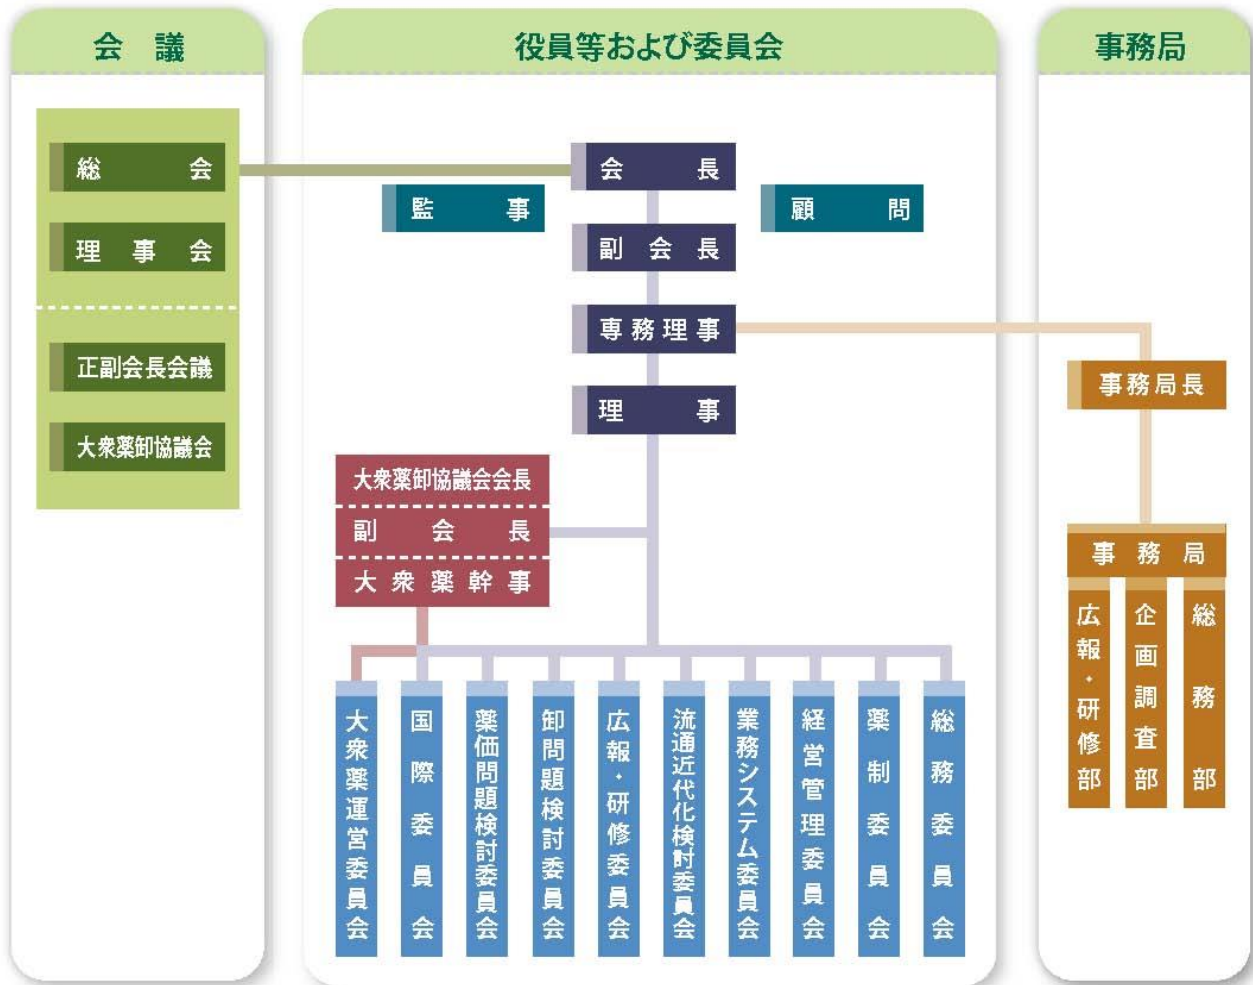 会議
総会
理事会
正副会長会議
大衆薬卸協議会
役員等および委員会
会長
監事
顧問
副会長
専務理事
理事
大衆薬卸協議会会長
副会長
大衆薬幹事
大衆薬運営委員会
国際委員会
薬価問題検討委員会
卸問題検討委員会
広報・研修委員会
流通近代化検討委員会
業務システム委員会
経営管理委員会
薬制委員会
総務委員会
事務局
事務局長
事務局
広報・研修部
企画調査部
総務部